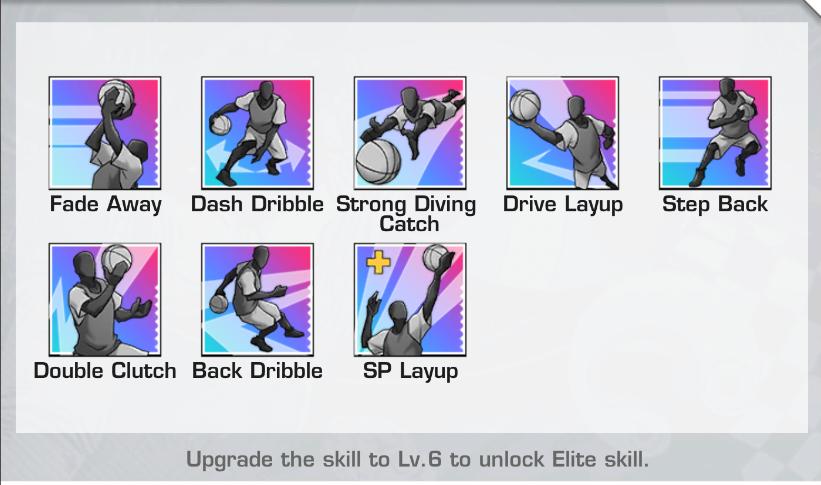 Fade Away
Dash Dribble
Strong Diving
Catch
Drive Layup
Step Back
Double Clutch
Back Dribble
SP Layup
Upgrade the skill to Lv.6 to unlock Elite skill.